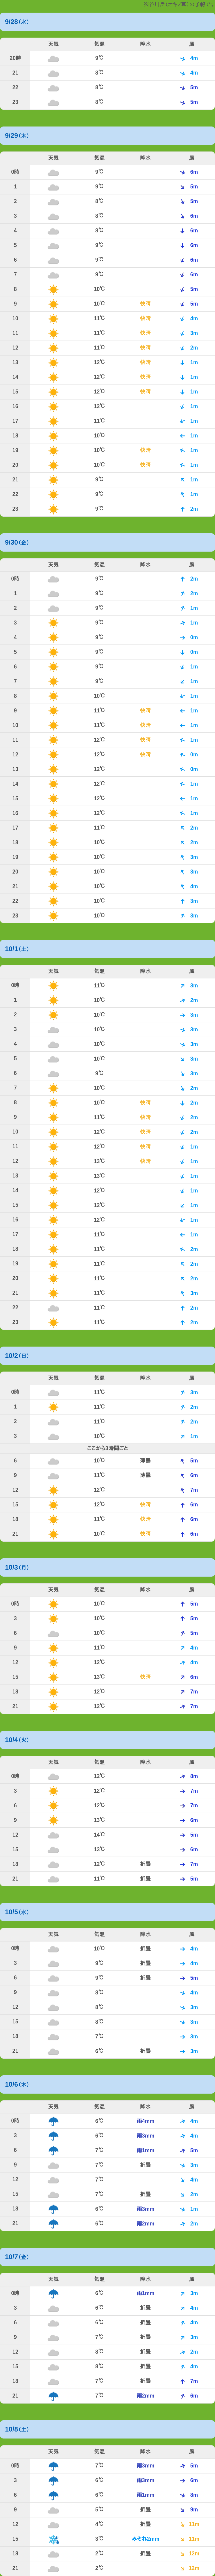 9/28(水)
天気 気温 降水 風
20時 9℃ 4m
21 8℃ 4m
22 8℃ 5m
23 8℃ 5m
9/29(木)
天気 気温 降水 風
0時 9℃ 6m
1 9℃ 5m
2 8℃ 5m
3 8℃ 6m
4 8℃ 6m
5 9℃ 6m
6 9℃ 6m
7 9℃ 6m
8 10℃ 5m
9 10℃ 快晴 5m
10 11℃ 快晴 4m
11 11℃ 快晴 3m
12 11℃ 快晴 2m
13 12℃ 快晴 1m
14 12℃ 快晴 1m
15 12℃ 快晴 1m
16 12℃ 1m
17 11℃ 1m
18 10℃ 1m
19 10℃ 快晴 1m
20 10℃ 快晴 1m
21 9℃ 1m
22 9℃ 1m
23 9℃ 2m
9/30(金)
天気 気温 降水 風
0時 9℃ 2m
1 9℃ 2m
2 9℃ 1m
3 9℃ 1m
4 9℃ 0m
5 9℃ 0m
6 9℃ 1m
7 9℃ 1m
8 10℃ 1m
9 11℃ 快晴 1m
10 11℃ 快晴 1m
11 12℃ 快晴 1m
12 12℃ 快晴 0m
13 12℃ 0m
14 12℃ 1m
15 12℃ 1m
16 12℃ 1m
17 11℃ 2m
18 10℃ 2m
19 10℃ 3m
20 10℃ 3m
21 10℃ 4m
22 10℃ 3m
23 10℃ 3m
10/1(土)
天気 気温 降水 風
0時 11℃ 3m
1 10℃ 2m
2 10℃ 3m
3 10℃ 3m
4 10℃ 3m
5 10℃ 3m
6 9℃ 3m
7 10℃ 2m
8 10℃ 快晴 2m
9 11℃ 快晴 2m
10 12℃ 快晴 2m
11 12℃ 快晴 1m
12 13℃ 快晴 1m
13 13℃ 1m
14 12℃ 1m
15 12℃ 1m
16 12℃ 1m
17 11℃ 1m
18 11℃ 2m
19 11℃ 2m
20 11℃ 2m
21 11℃ 3m
22 11℃ 2m
23 11℃ 2m
10/2(日)
天気 気温 降水 風
0時 11℃ 3m
1 11℃ 2m
2 11℃ 2m
3 10℃ 1m
ここから3時間ごと
6 10℃ 薄曇 5m
9 11℃ 薄曇 6m
12 12℃ 7m
15 12℃ 快晴 6m
18 11℃ 快晴 6m
21 10℃ 快晴 6m
10/3(月)
天気 気温 降水 風
0時 10℃ 5m
3 10℃ 5m
6 10℃ 5m
9 11℃ 4m
12 12℃ 4m
15 13℃ 快晴 6m
18 12℃ 7m
21 12℃ 7m
10/4(火)
天気 気温 降水 風
0時 12℃ 8m
3 12℃ 7m
6 12℃ 7m
9 13℃ 6m
12 14℃ 5m
15 13℃ 6m
18 12℃ 折曇 7m
21 11℃ 折曇 5m
10/5(水)
天気 気温 降水 風
0時 10℃ 折曇 4m
3 9℃ 折曇 4m
6 9℃ 折曇 5m
9 8℃ 4m
12 8℃ 3m
15 8℃ 3m
18 7℃ 3m
21 6℃ 折曇 3m
10/6(木)
天気 気温 降水 風
0時 6℃ 雨4mm 4m
3 6℃ 雨3mm 4m
6 7℃ 雨1mm 5m
9 7℃ 折曇 3m
12 7℃ 4m
15 7℃ 折曇 2m
18 6℃ 雨3mm 1m
21 6℃ 雨2mm 2m
10/7(金)
天気 気温 降水 風
0時 6℃ 雨1mm 3m
3 6℃ 折曇 4m
6 6℃ 折曇 4m
9 7℃ 折曇 3m
12 8℃ 折曇 2m
15 8℃ 折曇 4m
18 7℃ 折曇 7m
21 7℃ 雨2mm 6m
10/8(土)
天気 気温 降水 風
0時 7℃ 雨3mm 5m
3 6℃ 雨3mm 6m
6 6℃ 雨1mm 8m
9 5℃ 折曇 9m
12 4℃ 折曇 11m
15 3℃ みぞれ2mm 11m
18 2℃ 折曇 12m
21 2℃ 12m